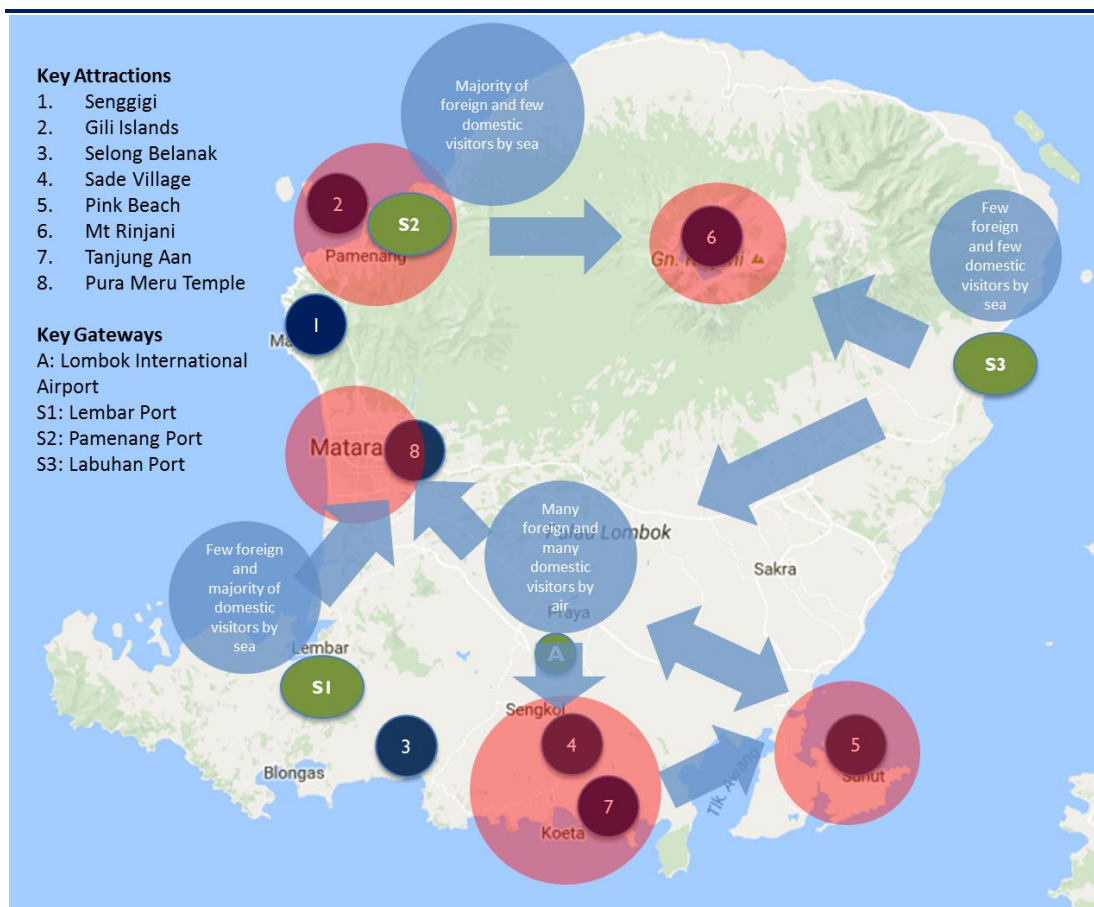 Key Attractions
1. Senggigi
2. Gili Islands
3. Selong Belanak
4. Sade Village
5. Pink Beach
6. Mt Rinjani
7. Tanjung Aan
8. Pura Meru Temple
Key Gateways
A: Lombok International
Airport
S1: Lembar Port
S2: Pamenang Port
S3: Labuhan Port
Majority of
foreign and few
domestic
visitors by sea
2
S2
Pamenang
6
Gn.
Few
foreign
and few
domestic
visitors by
sea
S3
1
Ma
Matara
8
Few foreign
and
majority of
domestic
visitors by
sea
Many
foreign and
many
domestic
visitors by
air
Lombok
Sakra
Praya
A
Lembar
S1
Sengkol
3
4
7
5
Blongas
Koeta
Tlk. Awang